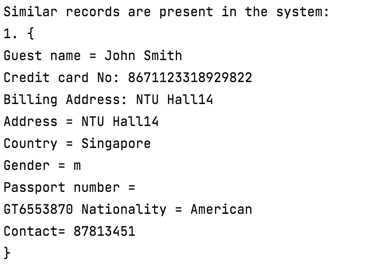 Similar records are present in the system:
1. {
Guest name = John Smith
Credit card No: 8671123318929822
Billing Address: NTU Hall14
Address = NTU Hall14
Country = Singapore
Gender = m
Passport number =
GT6553870 Nationality = American
Contact= 87813451
}